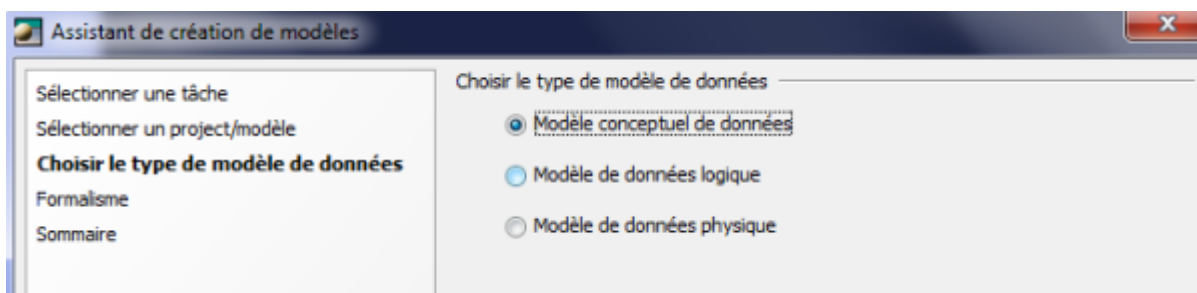 Assistant de création de modèles
Sélectionner une tâche
Sélectionner un project/modèle
Choisir le type de modèle de données
Formalisme
Sommaire
Choisir le type de modèle de données
Modèle conceptuel de données
Modèle de données logique
Modèle de données physique